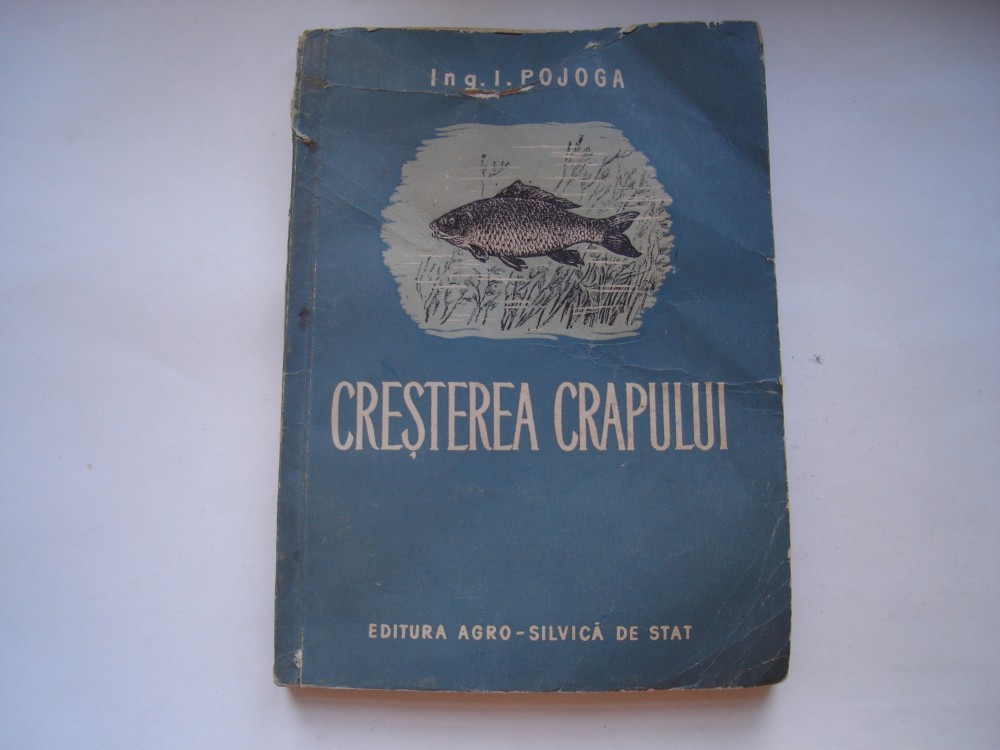 Ing. I. POJOGA
CREȘTEREA CRAPULUI
EDITURA AGRO-SILVICĂ DE STAT